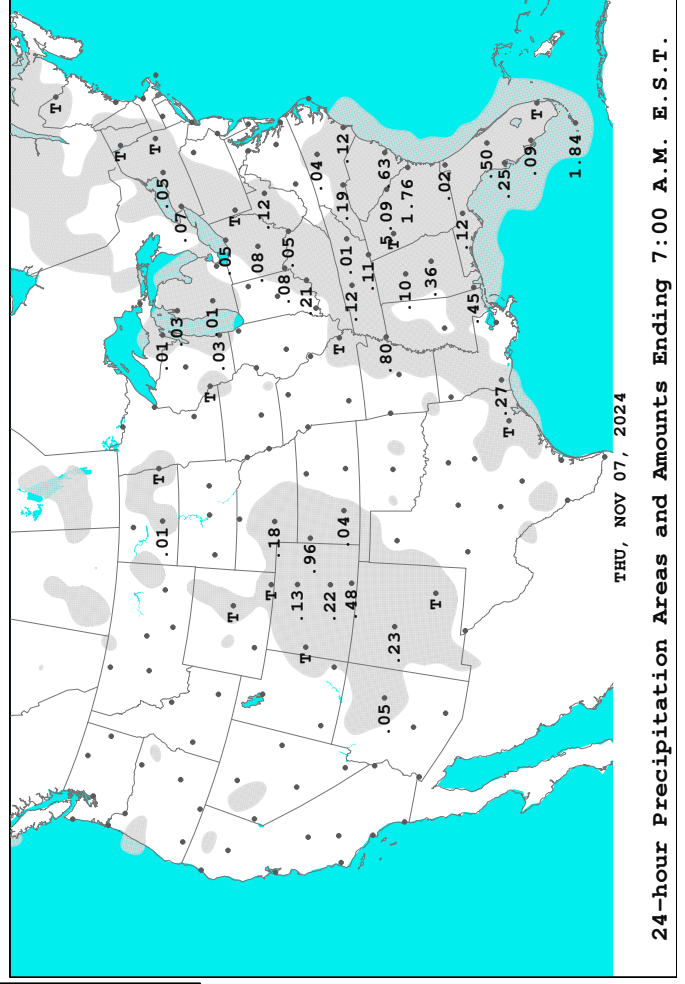 T
T
T
T
.01
.01
.05
.03
.07
T
.01
.03
.05
T
T
.08
.12
T
.18
.08
.05
.13
T
.21
.96
.04
.22
T
.04
.19
.12
.01
.48
.12
.11
.05
.80
.09
.63
.23
T
.10
1.76
.36
T
.02
.12
.45
.50
.27
T
.25
.09
T
1.84
THU, NOV 07, 2024
24-hour Precipitation Areas and Amounts Ending 7:00 A.M. E.S.T.